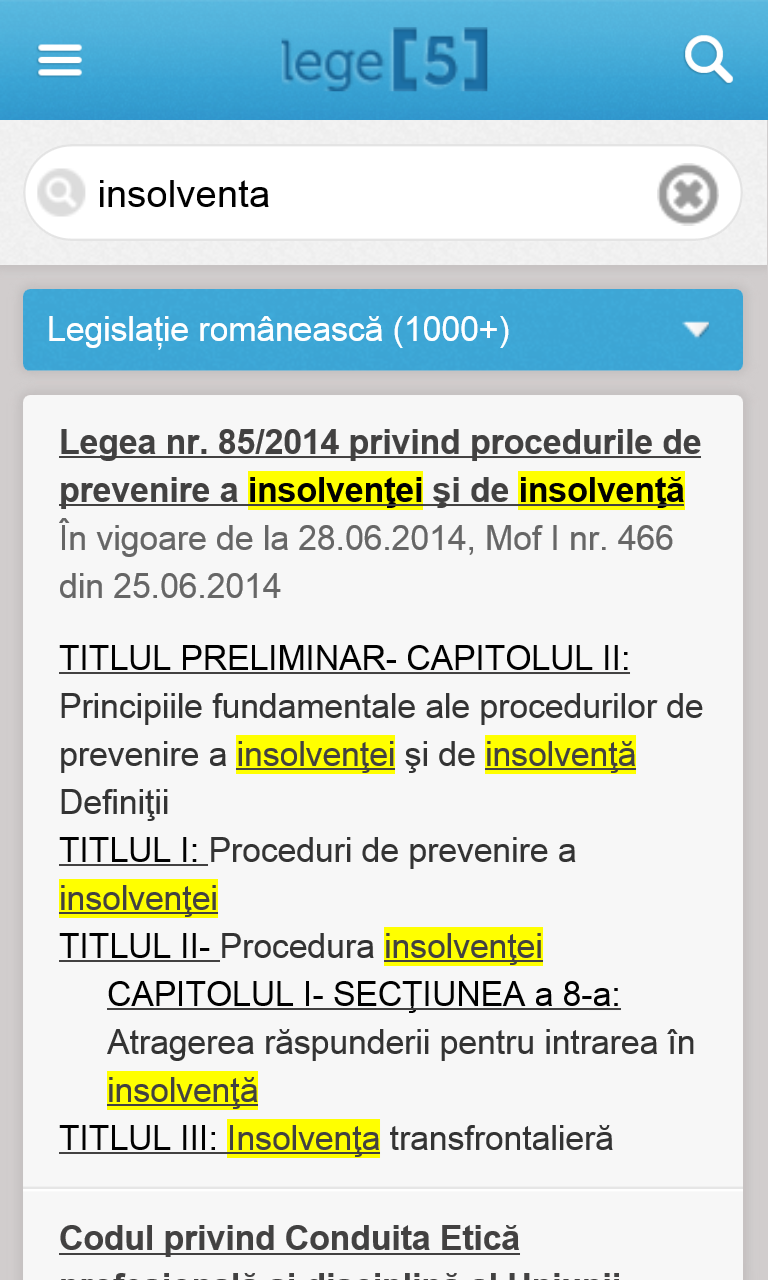 lege[5]
insolventa
Legislație românească (1000+)
Legea nr. 85/2014 privind procedurile de
prevenire a insolvenţei şi de insolvenţă
În vigoare de la 28.06.2014, Mof I nr. 466
din 25.06.2014
TITLUL PRELIMINAR- CAPITOLUL II:
Principiile fundamentale ale procedurilor de
prevenire a insolvenţei şi de insolvenţă
Definiţii
TITLUL I: Proceduri de prevenire a
insolvenţei
TITLUL II- Procedura insolvenţei
CAPITOLUL I- SECŢIUNEA a 8-a:
Atragerea răspunderii pentru intrarea în
insolvenţă
TITLUL III: Insolvenţa transfrontalieră
Codul privind Conduita Etică